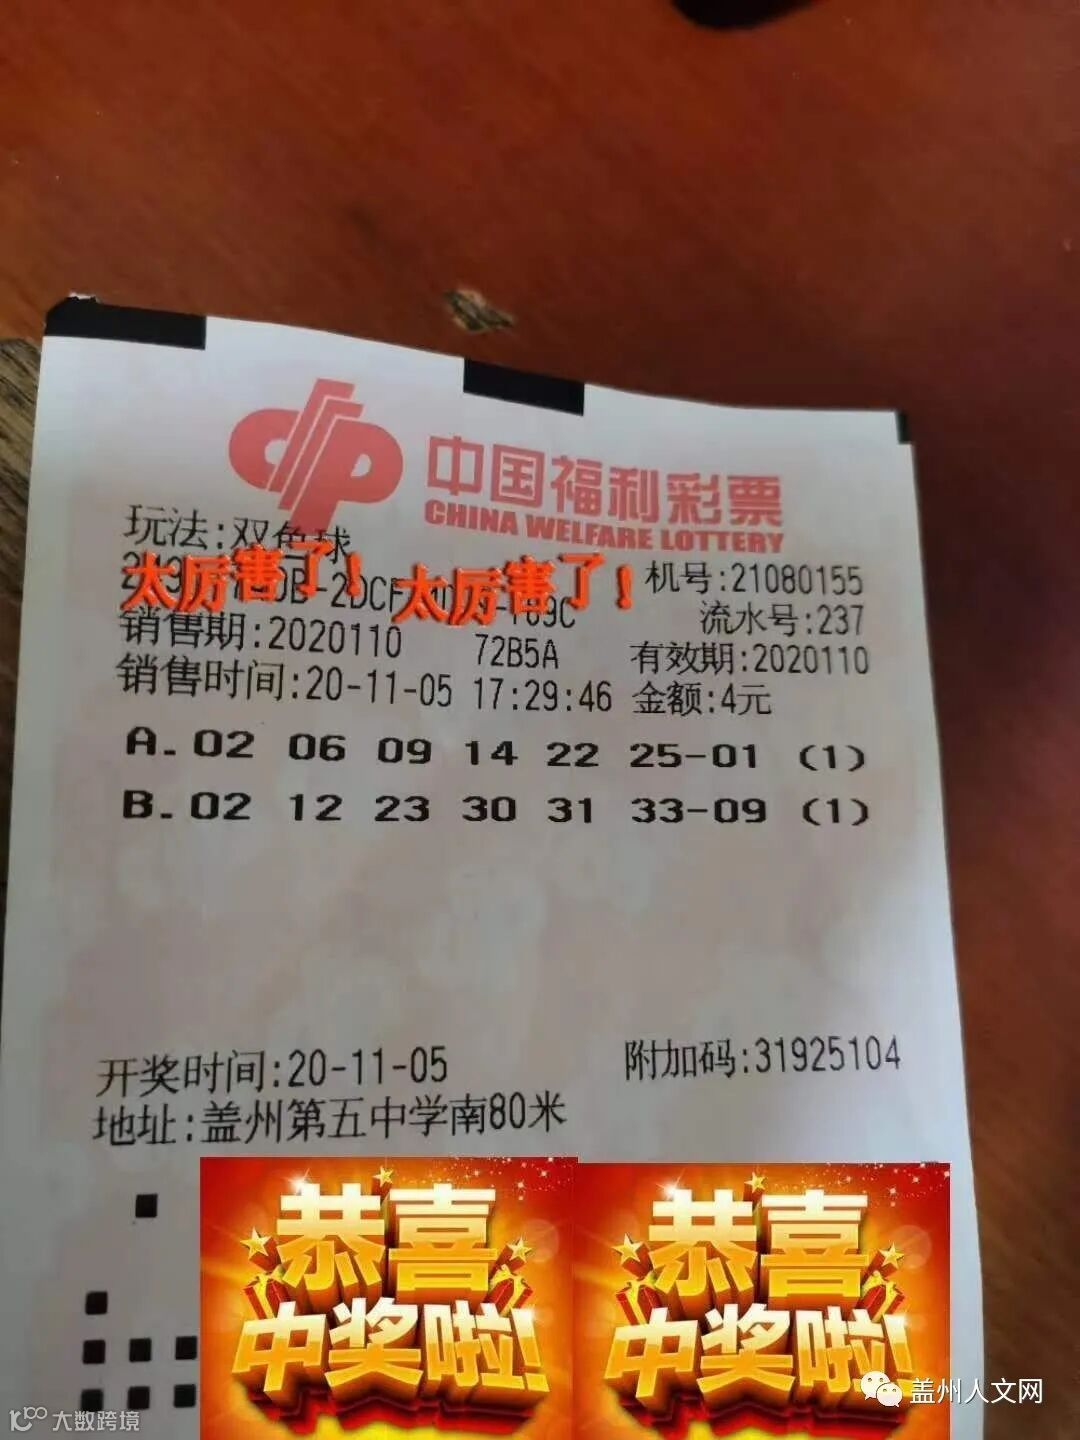 中国福利彩票
CHINA WELFARE LOTTERY
玩法:双色球
太厉害了! 太厉害了!
机号:21080155
流水号:237
销售期:2020110 72B5A 有效期:2020110
销售时间:20-11-05 17:29:46 金额:4元
A.02 06 09 14 22 25-01 (1)
B.02 12 23 30 31 33-09 (1)
开奖时间:20-11-05 附加码:31925104
地址:盖州第五中学南80米
恭喜 恭喜
中奖啦! 中奖啦!
盖州人文网
大数跨境